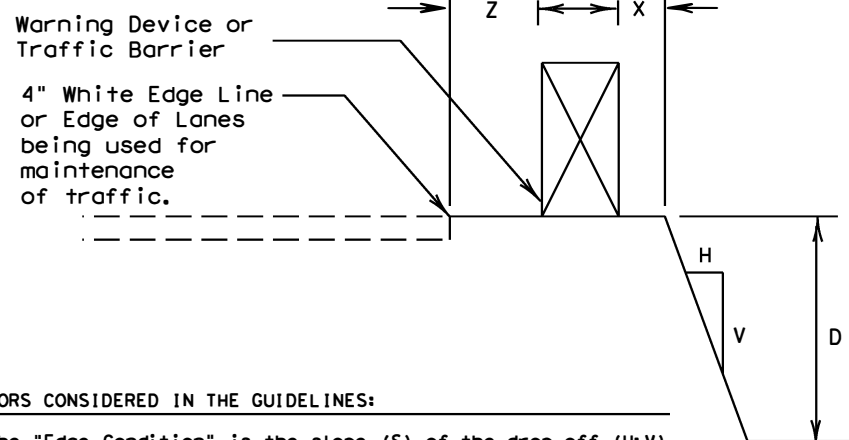 Z
X
Warning Device or
Traffic Barrier
4" White Edge Line
or Edge of Lanes
being used for
maintenance
of traffic.
H
V
D
ORS CONSIDERED IN THE GUIDELINES:
he "Edge Condition" is the slope (S) of the drop-off (H:V)